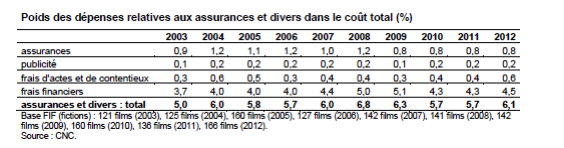 Poids des dépenses relatives aux assurances et divers dans le coût total (%)
2003 2004 2005 2006 2007 2008 2009 2010 2011 2012
assurances 0,9 1,2 1,1 1,2 1,0 1,2 0,8 0,8 0,8 0,8
publicité 0,1 0,2 0,2 0,2 0,2 0,2 0,1 0,2 0,2 0,2
frais d'actes et de contentieux 0,3 0,6 0,5 0,3 0,4 0,4 0,3 0,4 0,4 0,6
frais financiers 3,7 4,0 4,0 4,0 4,4 5,0 5,1 4,3 4,3 4,5
assurances et divers : total 5,0 6,0 5,8 5,7 6,0 6,8 6,3 5,7 5,7 6,1
Base FIF (fictions) : 121 films (2003), 125 films (2004), 160 films (2005), 127 films (2006), 142 films (2007), 141 films (2008), 142
films (2009), 160 films (2010), 136 films (2011), 166 films (2012).
Source : CNC.